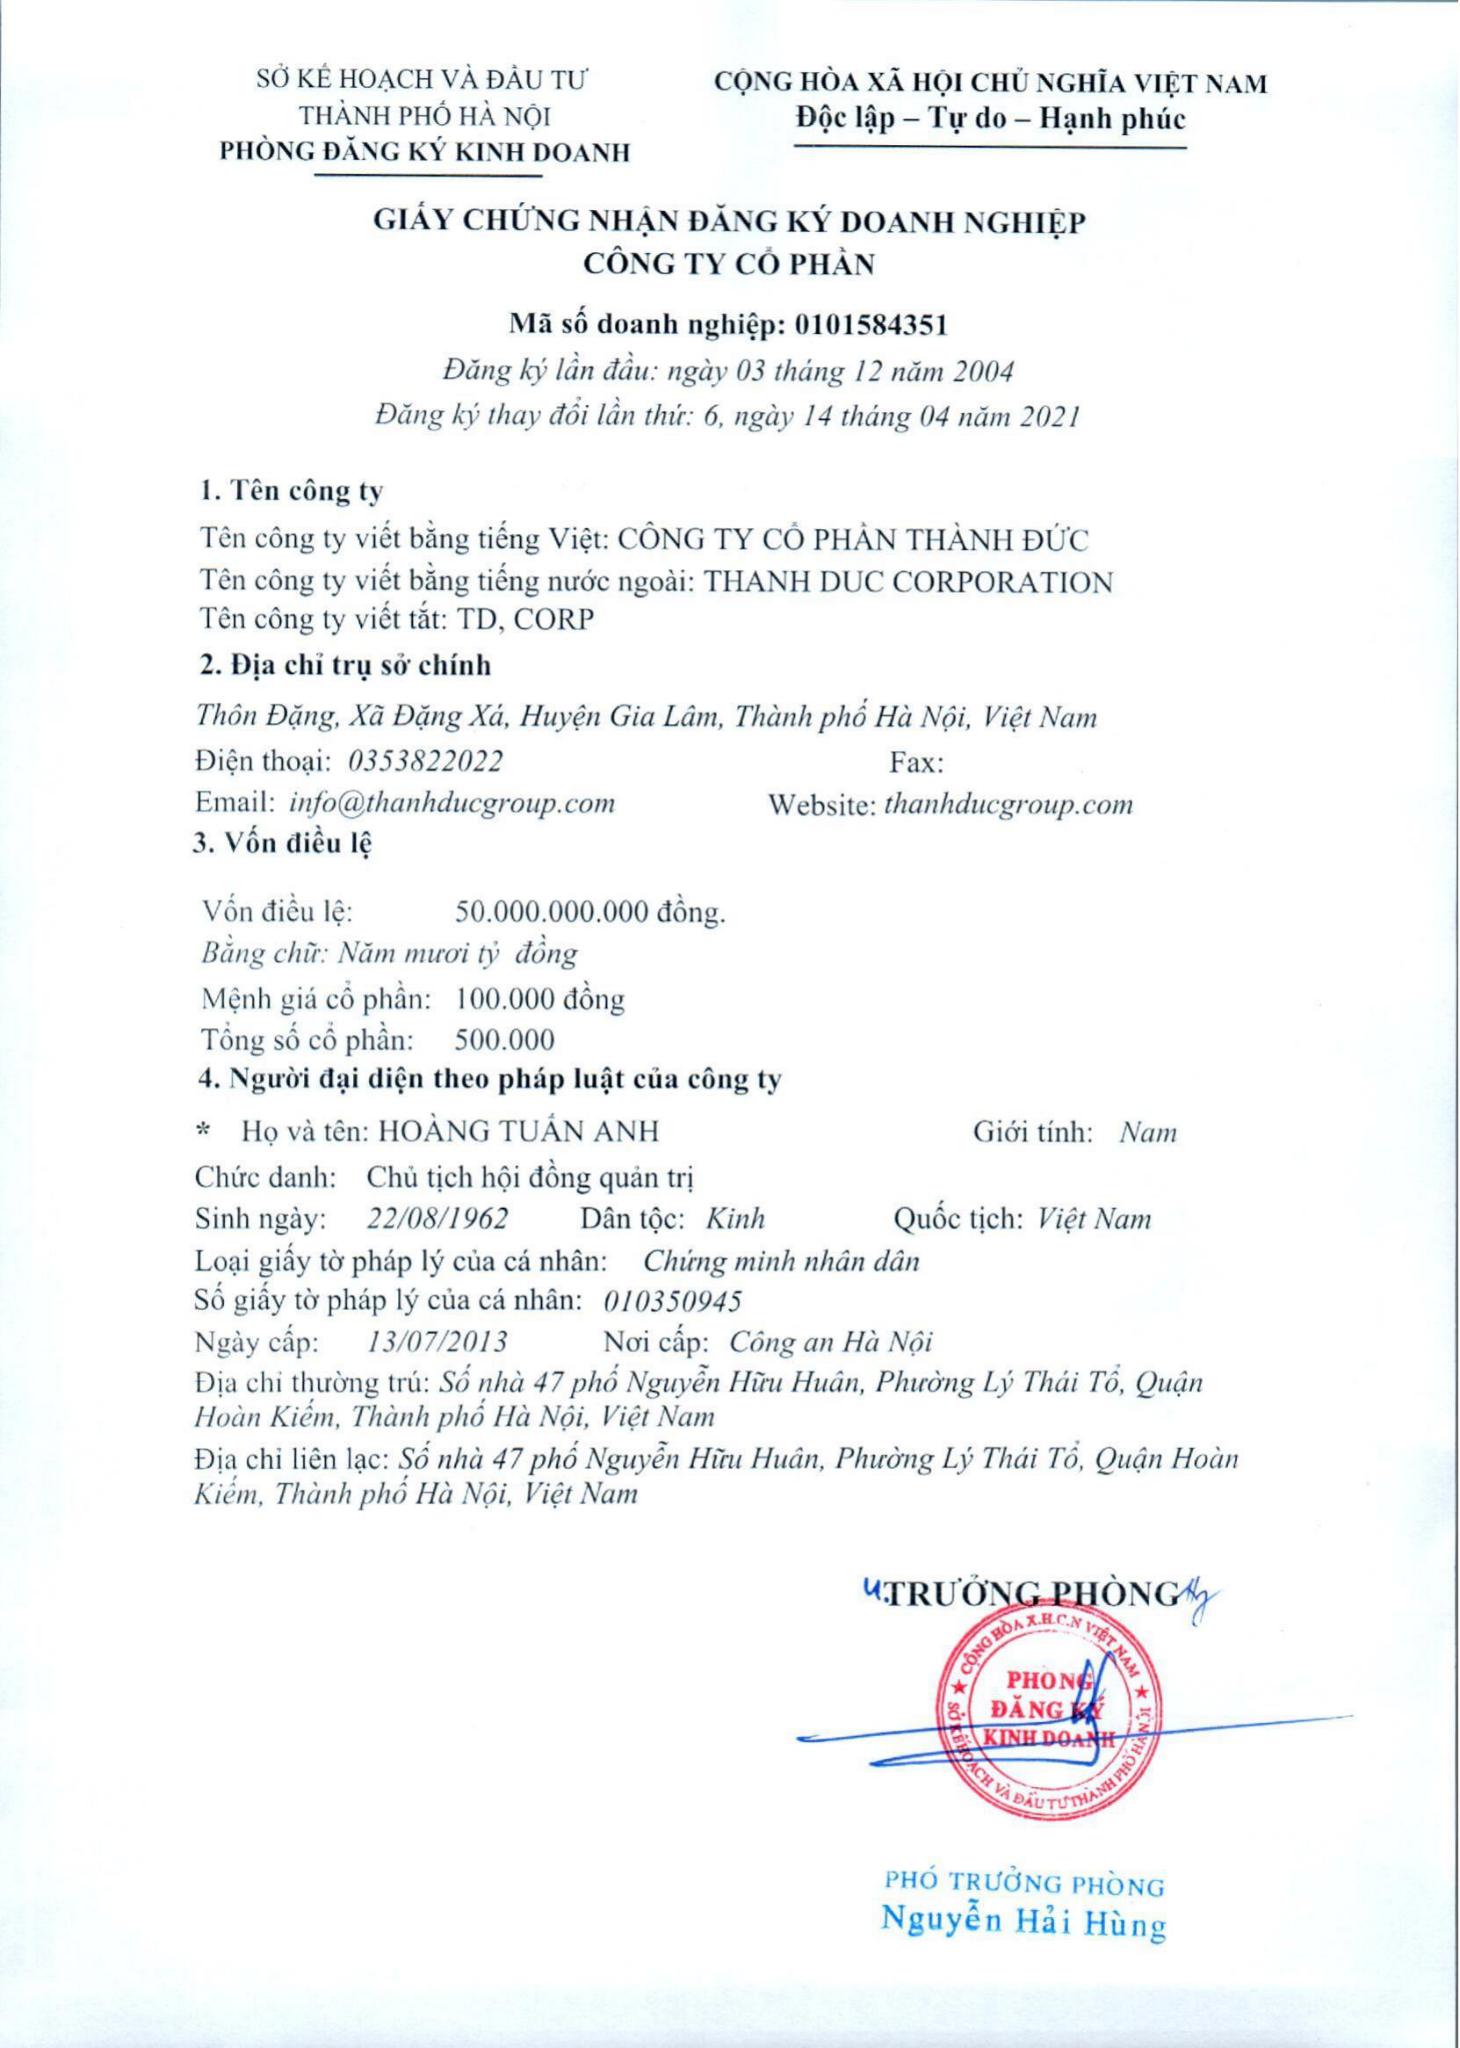 SỞ KẾ HOẠCH VÀ ĐẦU TƯ
THÀNH PHỐ HÀ NỘI
PHÒNG ĐĂNG KÝ KINH DOANH
CỘNG HÒA XÃ HỘI CHỦ NGHĨA VIỆT NAM
Độc lập – Tự do – Hạnh phúc
GIẤY CHỨNG NHẬN ĐĂNG KÝ DOANH NGHIỆP
CÔNG TY CỔ PHẦN
Mã số doanh nghiệp: 0101584351
Đăng ký lần đầu: ngày 03 tháng 12 năm 2004
Đăng ký thay đổi lần thứ: 6, ngày 14 tháng 04 năm 2021
1. Tên công ty
Tên công ty viết bằng tiếng Việt: CÔNG TY CỔ PHẦN THÀNH ĐỨC
Tên công ty viết bằng tiếng nước ngoài: THANH DUC CORPORATION
Tên công ty viết tắt: TD, CORP
2. Địa chỉ trụ sở chính
Thôn Đặng, Xã Đặng Xá, Huyện Gia Lâm, Thành phố Hà Nội, Việt Nam
Điện thoại: 0353822022 Fax:
Email: info@thanhducgroup.com Website: thanhducgroup.com
3. Vốn điều lệ
Vốn điều lệ: 50.000.000.000 đồng.
Bằng chữ: Năm mươi tỷ đồng
Mệnh giá cổ phần: 100.000 đồng
Tổng số cổ phần: 500.000
4. Người đại diện theo pháp luật của công ty
* Họ và tên: HOÀNG TUẤN ANH Giới tính: Nam
Chức danh: Chủ tịch hội đồng quản trị
Sinh ngày: 22/08/1962 Dân tộc: Kinh Quốc tịch: Việt Nam
Loại giấy tờ pháp lý của cá nhân: Chứng minh nhân dân
Số giấy tờ pháp lý của cá nhân: 010350945
Ngày cấp: 13/07/2013 Nơi cấp: Công an Hà Nội
Địa chỉ thường trú: Số nhà 47 phố Nguyễn Hữu Huân, Phường Lý Thái Tổ, Quận
Hoàn Kiếm, Thành phố Hà Nội, Việt Nam
Địa chỉ liên lạc: Số nhà 47 phố Nguyễn Hữu Huân, Phường Lý Thái Tổ, Quận Hoàn
Kiếm, Thành phố Hà Nội, Việt Nam
TRƯỞNG PHÒNG
CỘNG HÒA X.H.C.N VIỆT NAM
PHÒNG
ĐĂNG KÝ
KINH DOANH
SỞ KẾ HOẠCH VÀ ĐẦU TƯ THÀNH PHỐ HÀ NỘI
PHÓ TRƯỞNG PHÒNG
Nguyễn Hải Hùng